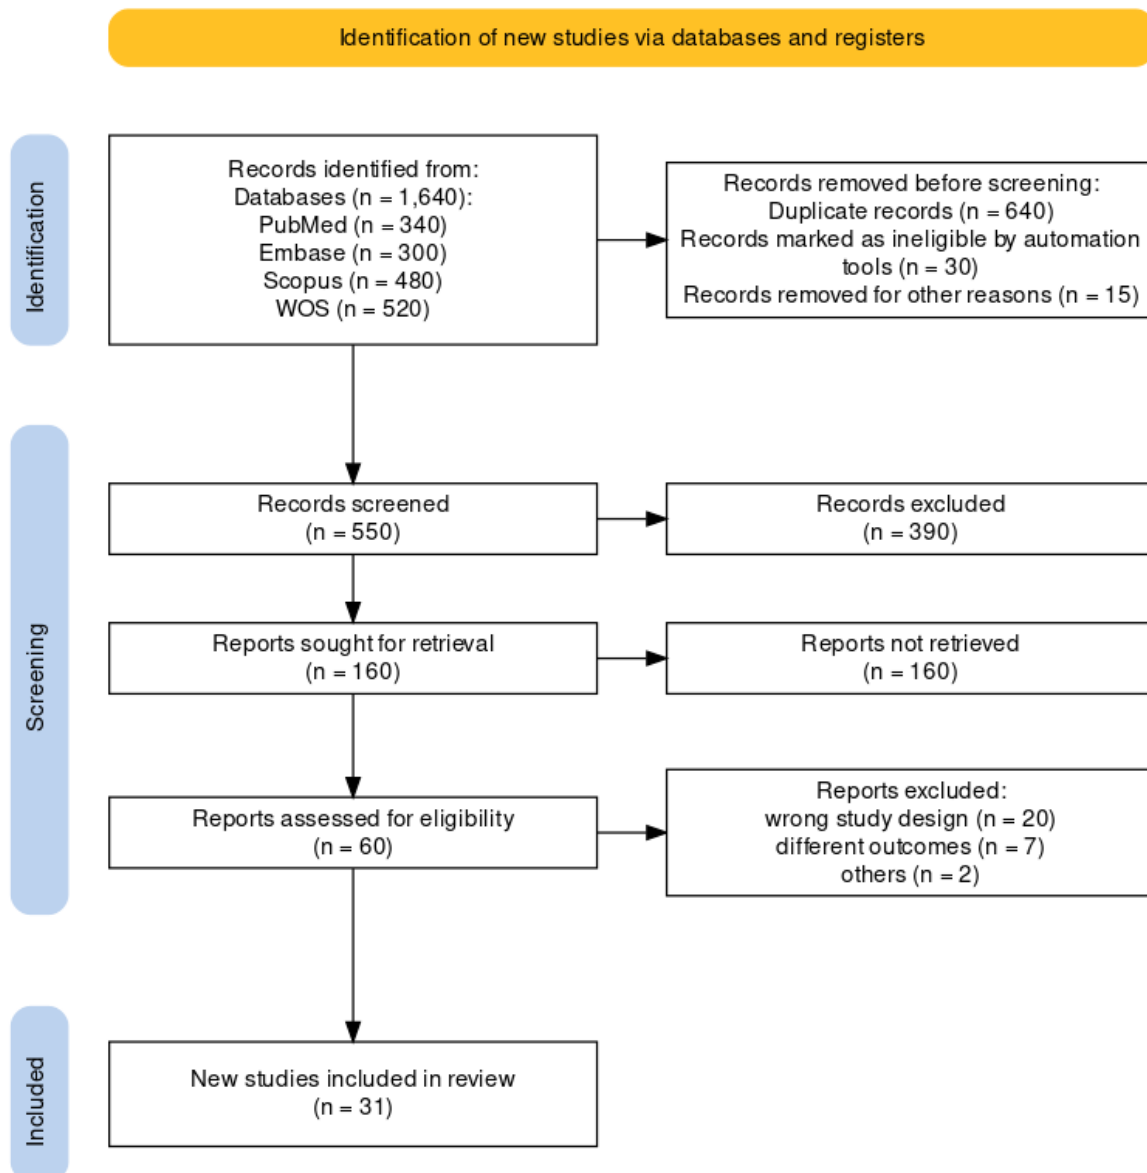 Identification of new studies via databases and registers
Identification
Records identified from:
Databases (n = 1,640):
PubMed (n = 340)
Embase (n = 300)
Scopus (n = 480)
WOS (n = 520)
Records removed before screening:
Duplicate records (n = 640)
Records marked as ineligible by automation
tools (n = 30)
Records removed for other reasons (n = 15)
Screening
Records screened
(n = 550)
Records excluded
(n = 390)
Reports sought for retrieval
(n = 160)
Reports not retrieved
(n = 160)
Reports assessed for eligibility
(n = 60)
Reports excluded:
wrong study design (n = 20)
different outcomes (n = 7)
others (n = 2)
Included
New studies included in review
(n = 31)